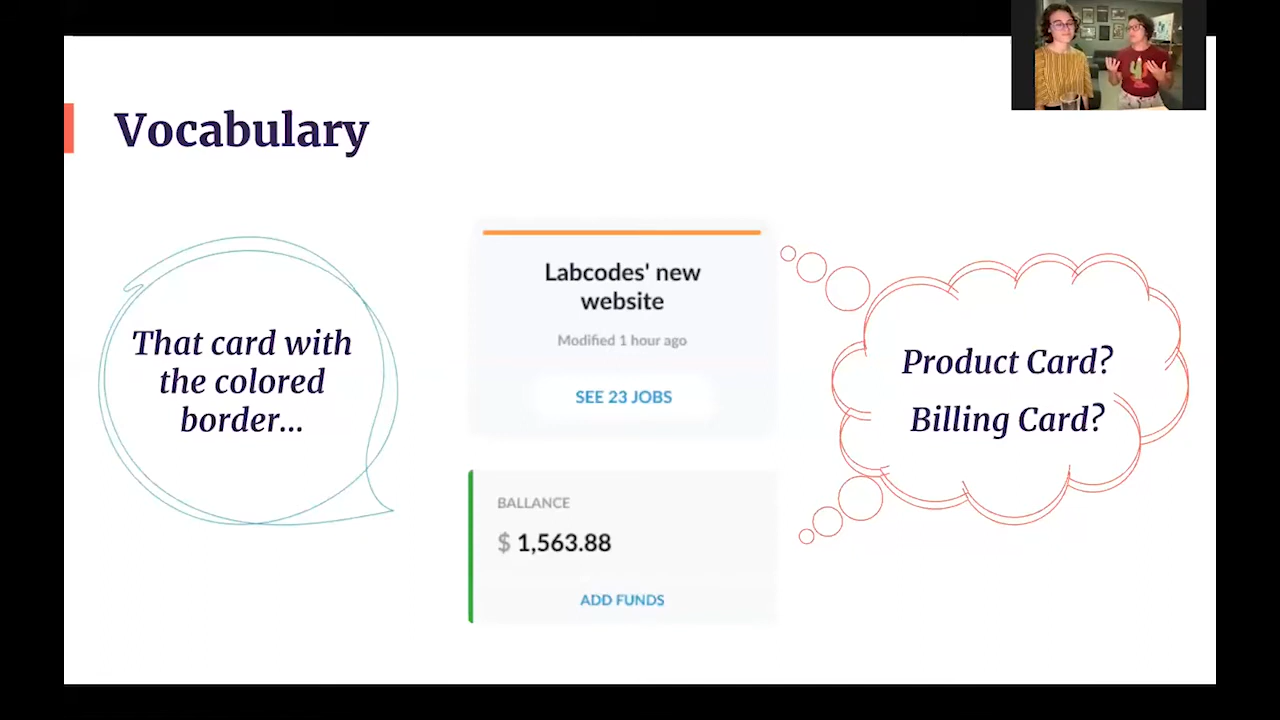 Vocabulary
That card with
the colored
border...
Labcodes' new
website
Modified 1 hour ago
SEE 23 JOBS
BALLANCE
$ 1,563.88
ADD FUNDS
Product Card?
Billing Card?